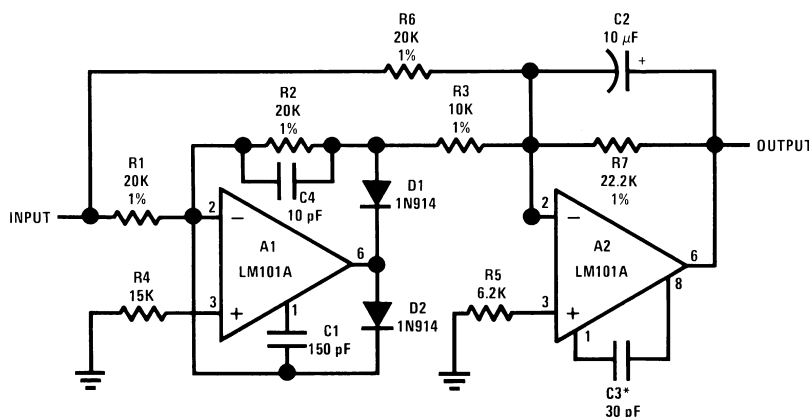 R6
20K
1%
C2
10 μF
+
R2
20K
1%
R3
10K
1%
R1
20K
1%
C4
10 pF
D1
1N914
R7
22.2K
1%
OUTPUT
INPUT
2
−
A1
LM101A
6
3
+
1
R4
15K
D2
1N914
C1
150 pF
2
−
A2
LM101A
6
8
R5
6.2K
3
+
1
C3*
30 pF